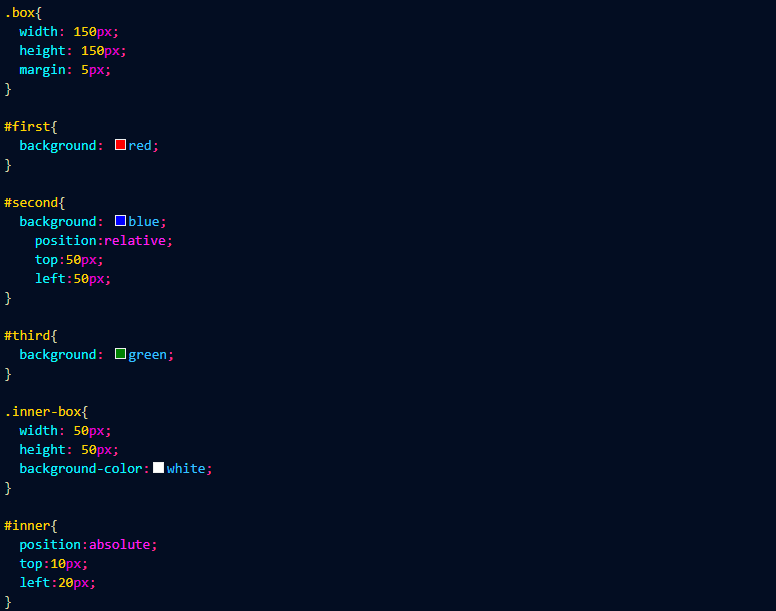 .box{
  width: 150px;
  height: 150px;
  margin: 5px;
}

#first{
  background: red;
}

#second{
  background: blue;
    position:relative;
    top:50px;
    left:50px;
}

#third{
  background: green;
}

.inner-box{
  width: 50px;
  height: 50px;
  background-color:white;
}

#inner{
  position:absolute;
  top:10px;
  left:20px;
}